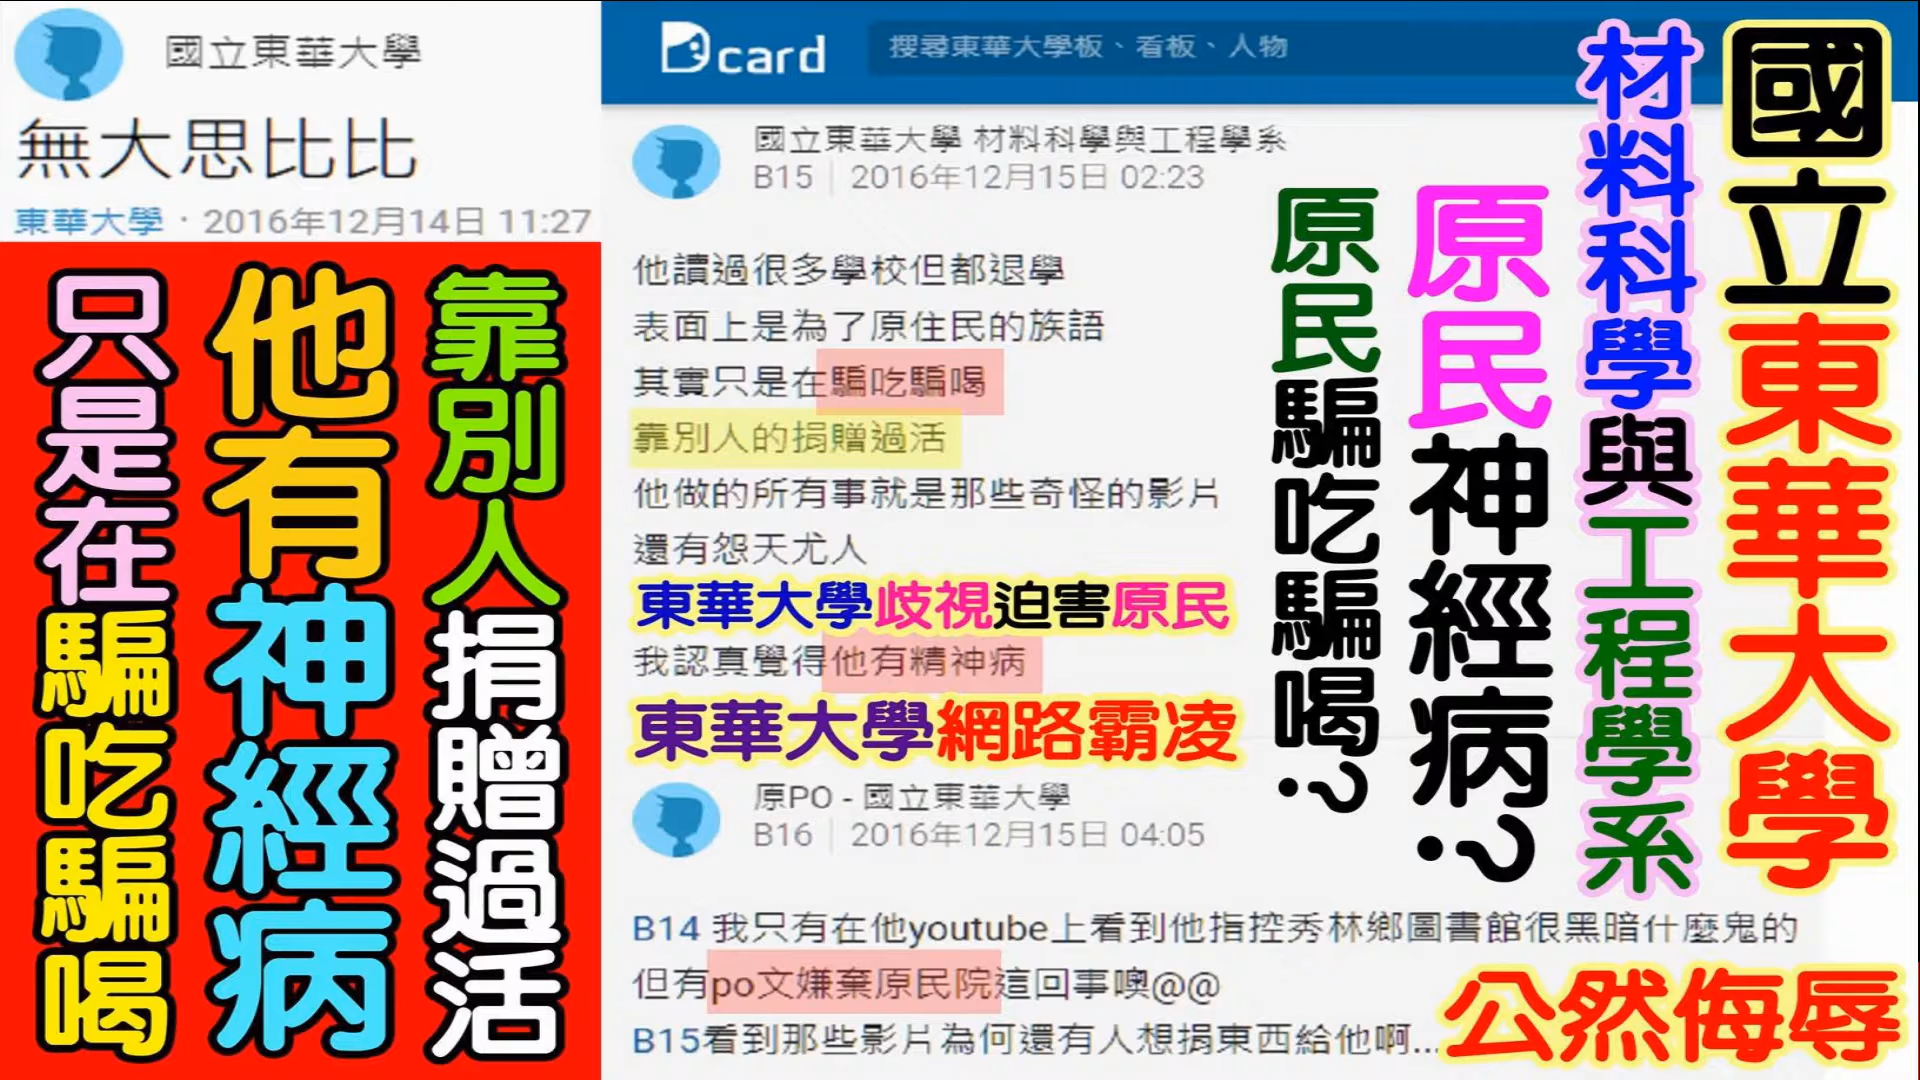 國立東華大學
無大思比比
東華大學・2016年12月14日 11:27
靠別人捐贈過活
他有神經病
只是在騙吃騙喝
Dcard
搜尋東華大學板、看板、人物
國立東華大學 材料科學與工程學系
B15 | 2016年12月15日 02:23
他讀過很多學校但都退學
表面上是為了原住民的族語
其實只是在騙吃騙喝
靠別人的捐贈過活
他做的所有事就是那些奇怪的影片
還有怨天尤人
東華大學歧視迫害原民
我認真覺得他有精神病
東華大學網路霸凌
原PO - 國立東華大學
B16 | 2016年12月15日 04:05
B14 我只有在他youtube上看到他指控秀林鄉圖書館很黑暗什麼鬼的
但有po文嫌棄原民院這回事噢@@
B15看到那些影片為何還有人想捐東西給他啊...
國立東華大學
材料科學與工程學系
原民神經病?
原民騙吃騙喝?
公然侮辱